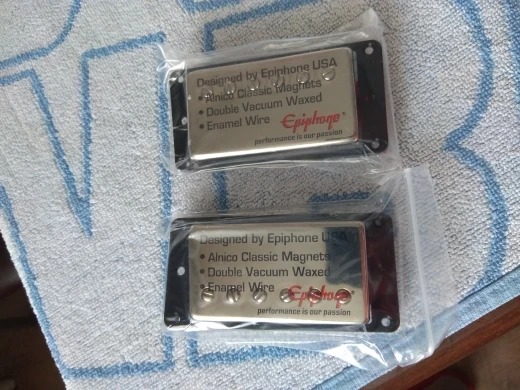 Designed by Epiphone USA
• Alnico Classic Magnets
• Double Vacuum Waxed
• Enamel Wire Epiphone®
performance is our passion
Designed by Epiphone USA
• Alnico Classic Magnets
• Double Vacuum Waxed
• Enamel Wire Epiphone®
performance is our passion